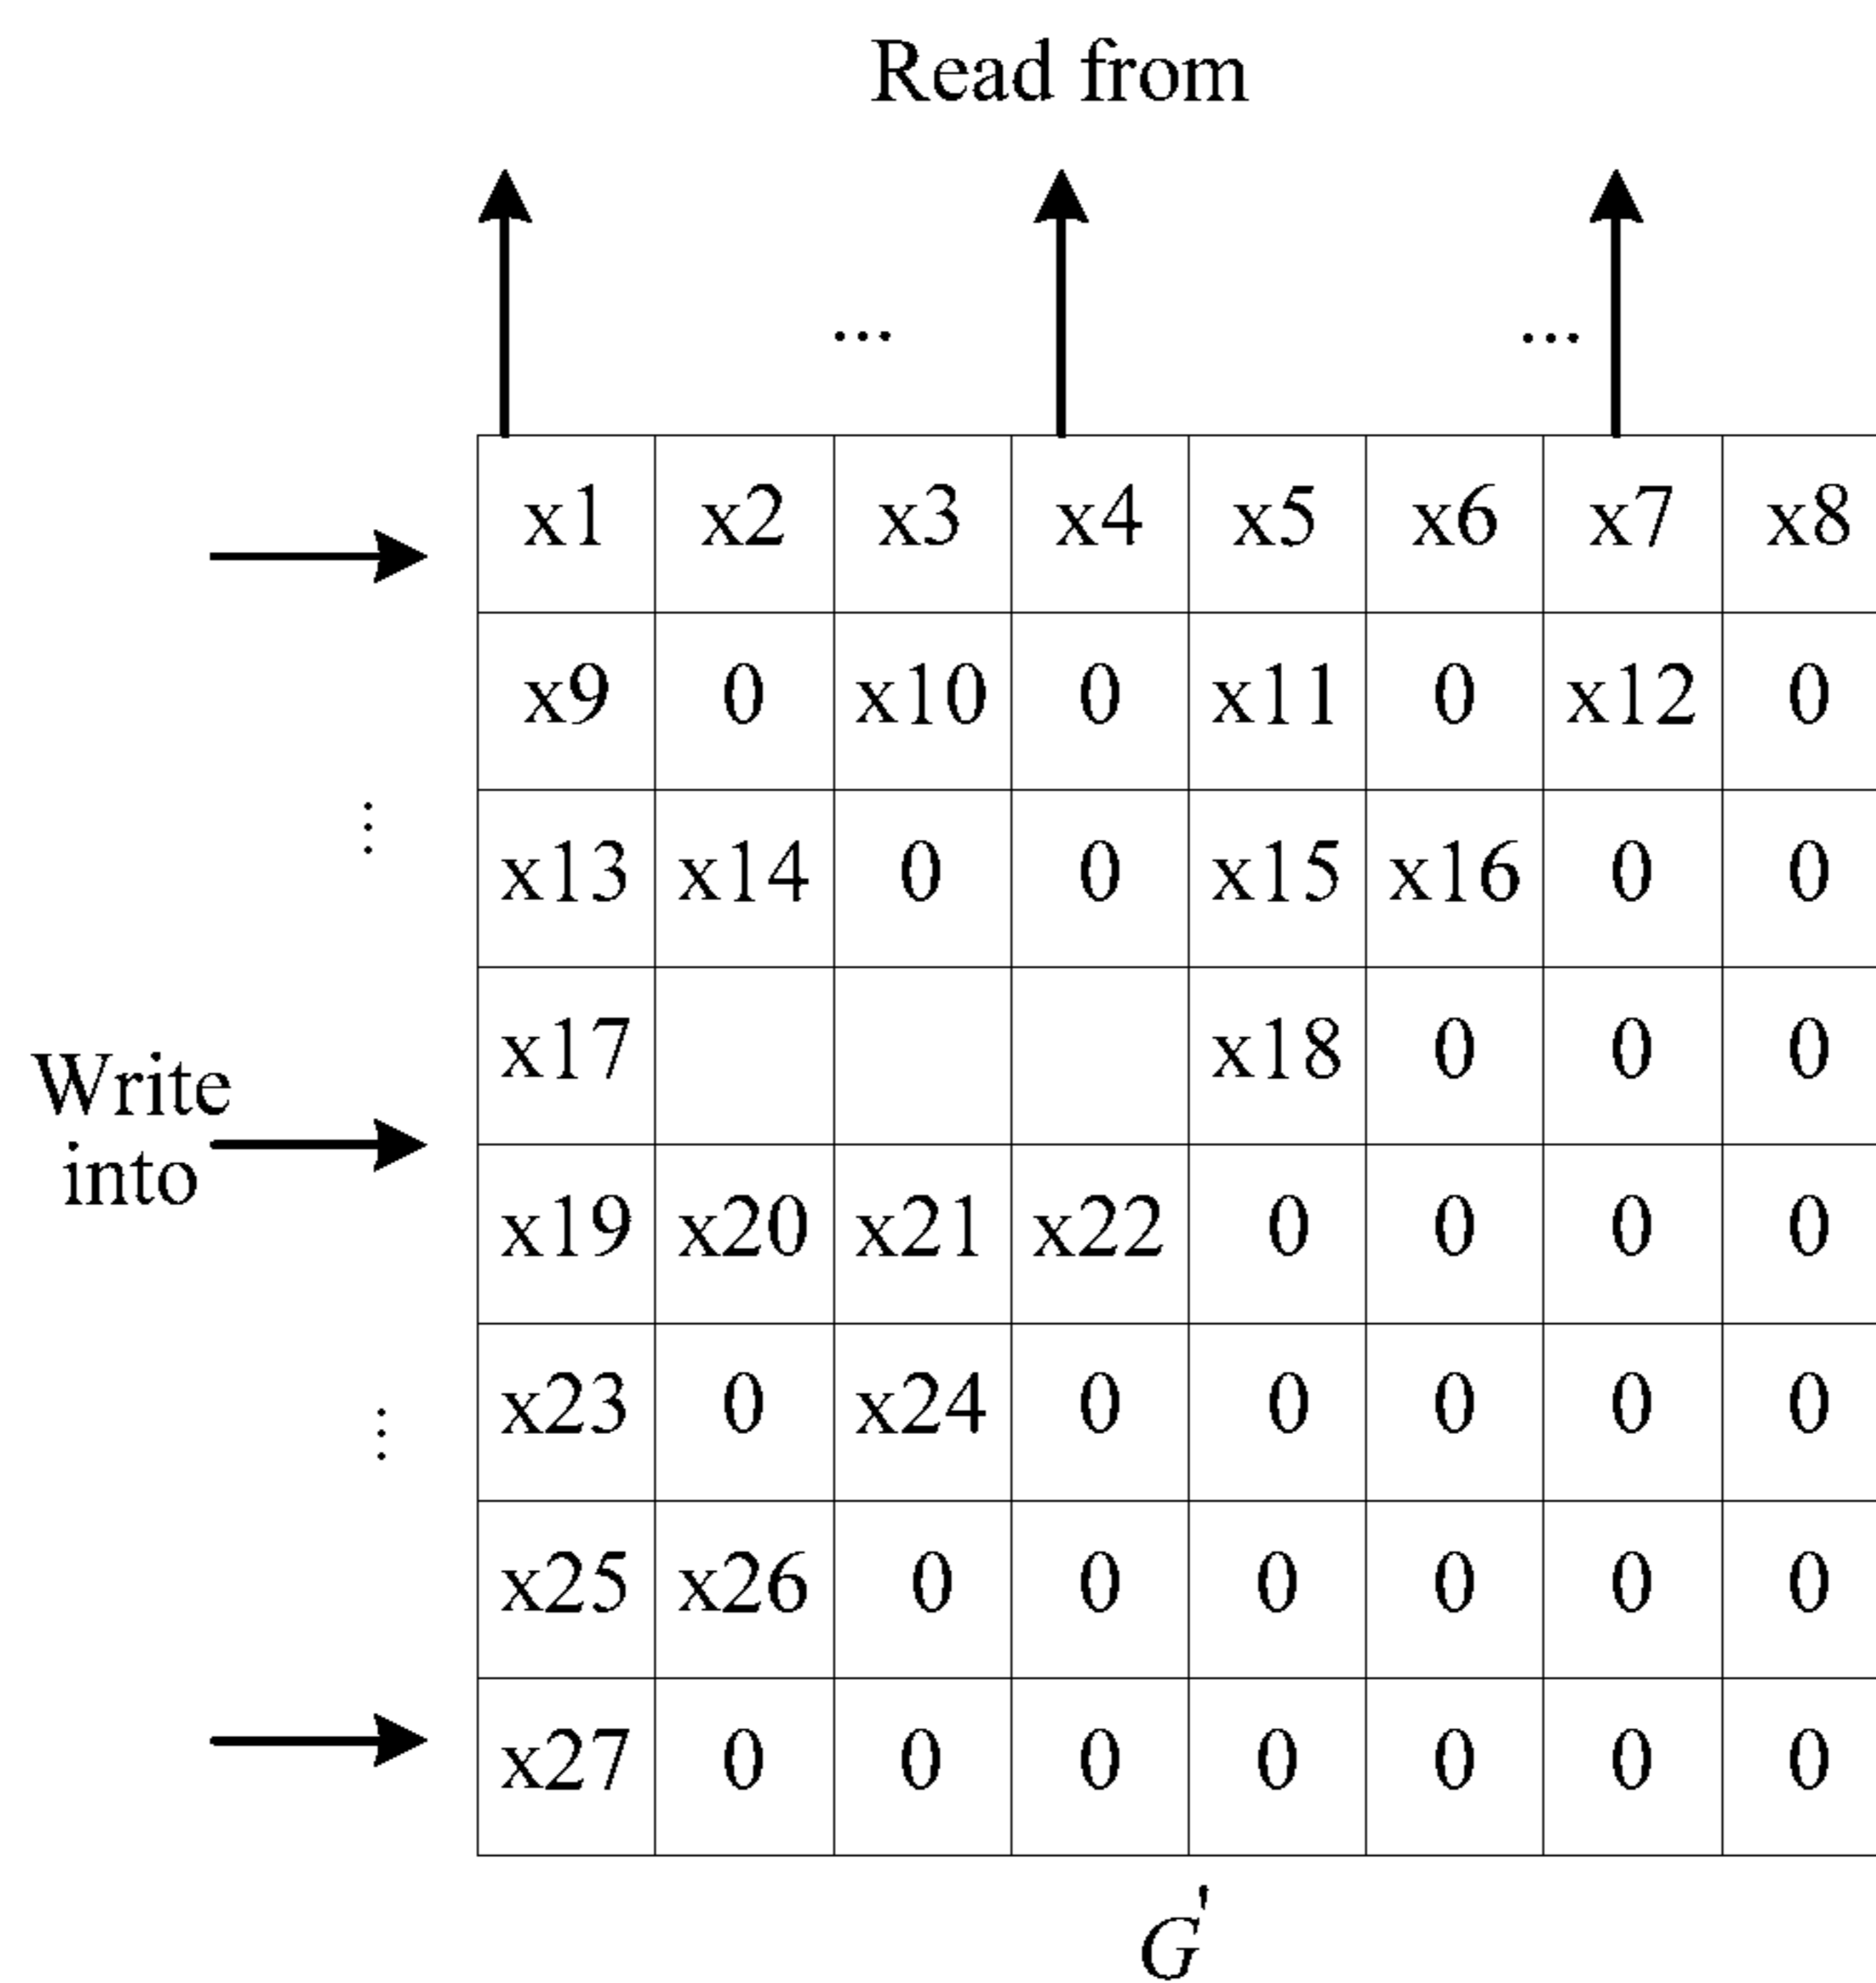 Read from
... ...
x1 x2 x3 x4 x5 x6 x7 x8
x9 0 x10 0 x11 0 x12 0
x13 x14 0 0 x15 x16 0 0
x17 x18 0 0 0
Write
into
x19 x20 x21 x22 0 0 0 0
x23 0 x24 0 0 0 0 0
x25 x26 0 0 0 0 0 0
x27 0 0 0 0 0 0 0
G'